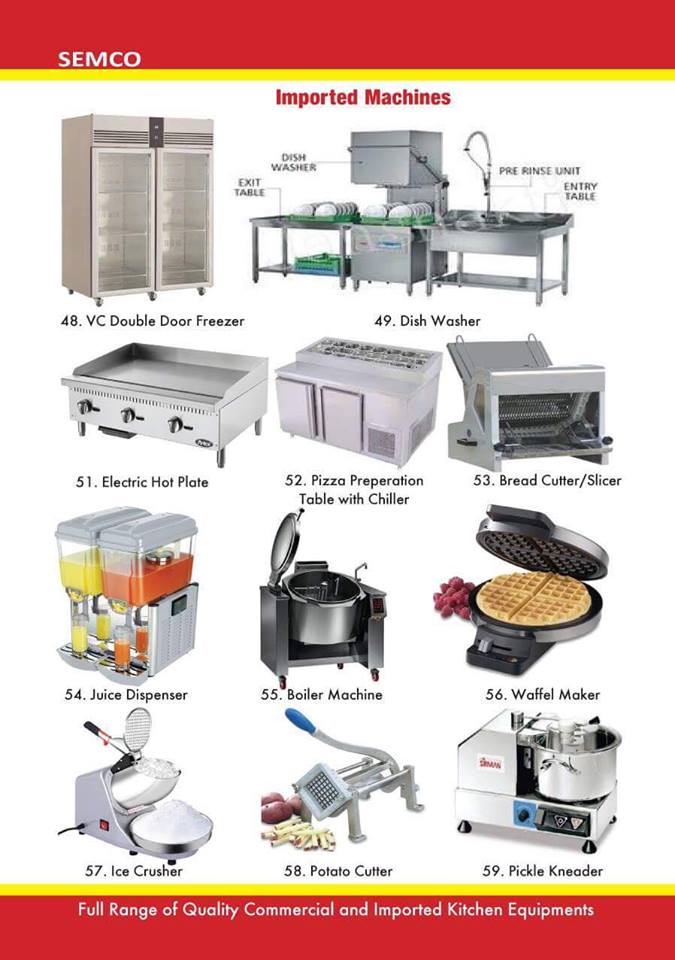 SEMCO
Imported Machines
DISH
WASHER
EXIT
TABLE
PRE RINSE UNIT
ENTRY
TABLE
48. VC Double Door Freezer
49. Dish Washer
51. Electric Hot Plate
52. Pizza Preperation
Table with Chiller
53. Bread Cutter/Slicer
54. Juice Dispenser
55. Boiler Machine
56. Waffel Maker
57. Ice Crusher
58. Potato Cutter
SIRMAN
59. Pickle Kneader
Full Range of Quality Commercial and Imported Kitchen Equipments